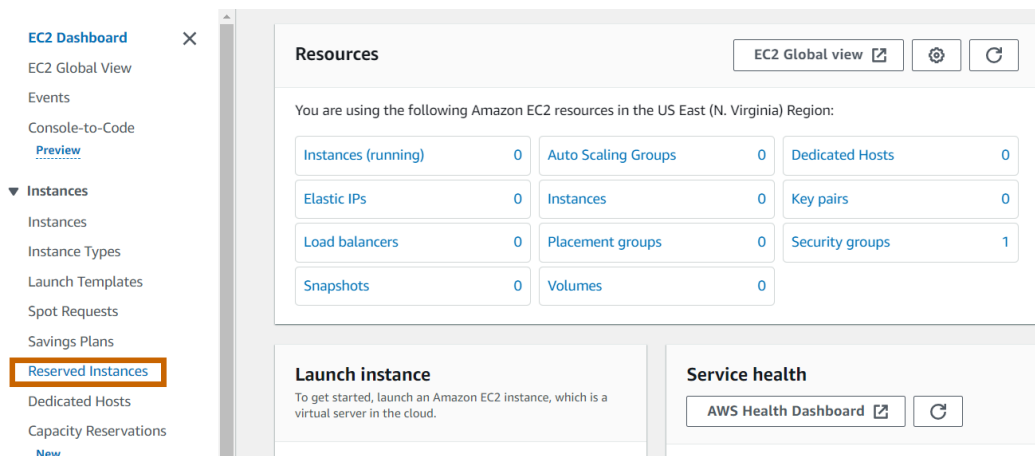 EC2 Dashboard
EC2 Global View
Events
Console-to-Code
Preview
Instances
Instances
Instance Types
Launch Templates
Spot Requests
Savings Plans
Reserved Instances
Dedicated Hosts
Capacity Reservations
New
Resources
EC2 Global view
You are using the following Amazon EC2 resources in the US East (N. Virginia) Region:
Instances (running) 0 Auto Scaling Groups 0 Dedicated Hosts 0
Elastic IPs 0 Instances 0 Key pairs 0
Load balancers 0 Placement groups 0 Security groups 1
Snapshots 0 Volumes 0
Launch instance
To get started, launch an Amazon EC2 instance, which is a
virtual server in the cloud.
Service health
AWS Health Dashboard